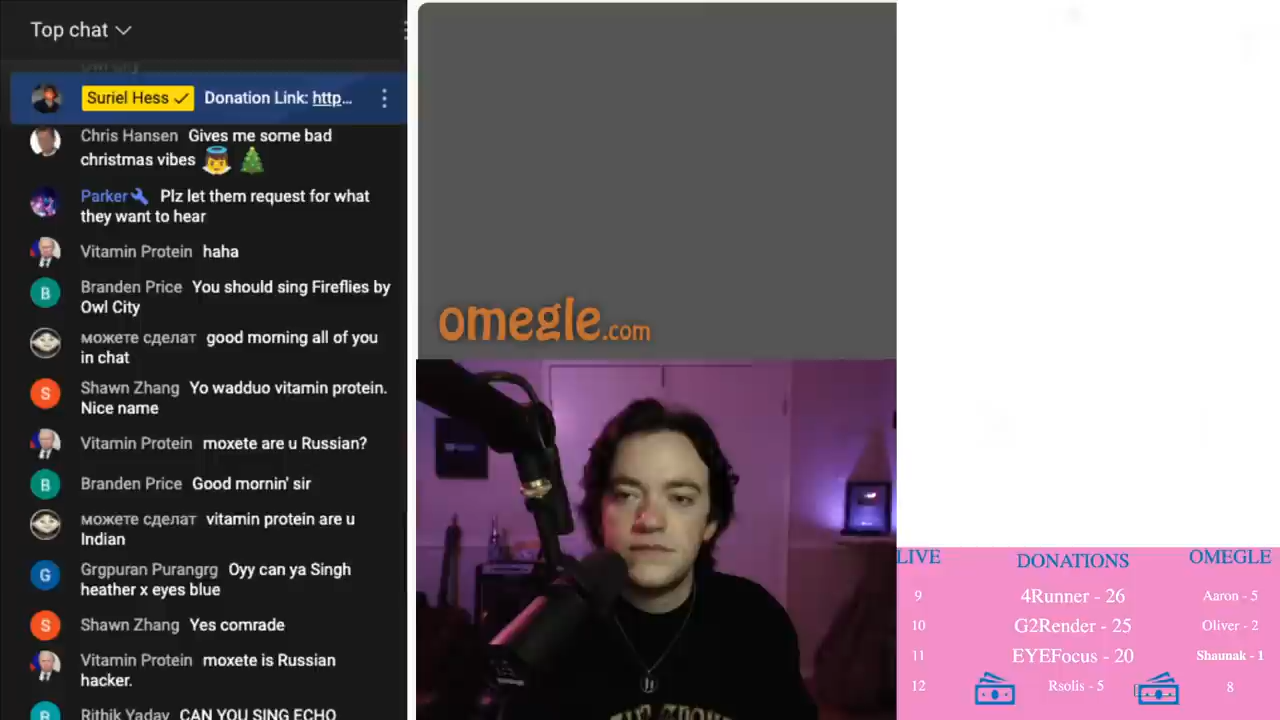 Top chat
Suriel Hess Donation Link: http...
Chris Hansen Gives me some bad
christmas vibes
Parker Plz let them request for what
they want to hear
Vitamin Protein haha
Branden Price You should sing Fireflies by
Owl City
можете сделат good morning all of you
in chat
Shawn Zhang Yo wadduo vitamin protein.
Nice name
Vitamin Protein moxete are u Russian?
Branden Price Good mornin' sir
можете сделат vitamin protein are u
Indian
Grgpuran Purangrg Oyy can ya Singh
heather x eyes blue
Shawn Zhang Yes comrade
Vitamin Protein moxete is Russian
hacker.
Rithik Yadav CAN YOU SING ECHO
omegle.com
LIVE DONATIONS OMEGLE
9 4Runner - 26 Aaron - 5
10 G2Render - 25 Oliver - 2
11 EYEFocus - 20 Shaunak - 1
12 Rsolis - 5 8